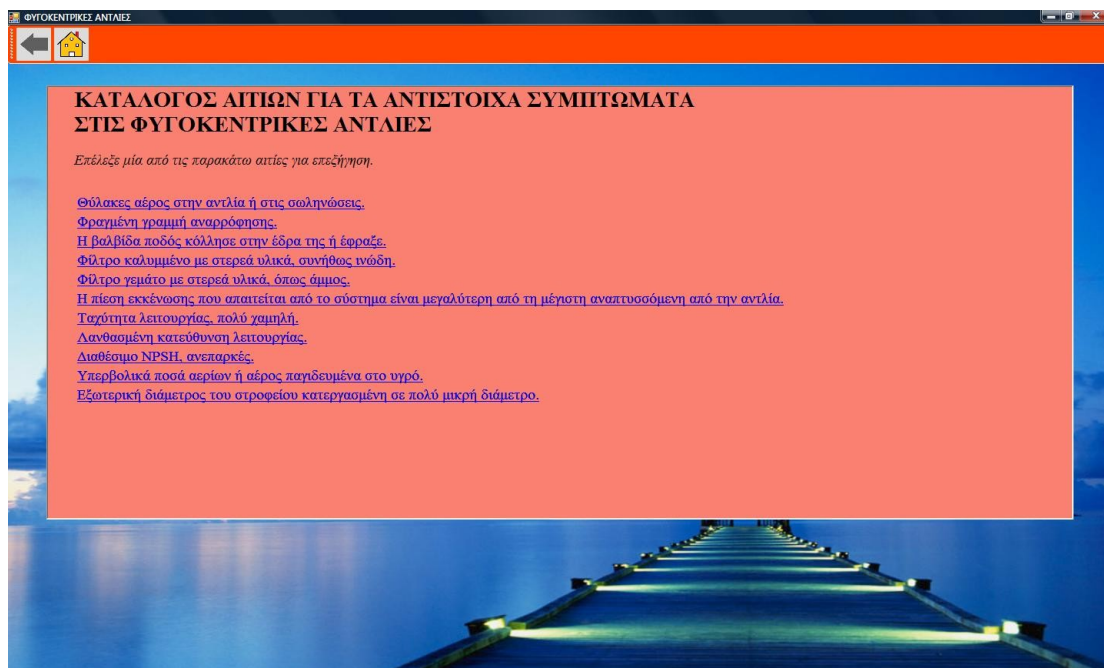 ΦΥΓΟΚΕΝΤΡΙΚΕΣ ΑΝΤΛΙΕΣ
ΚΑΤΑΛΟΓΟΣ ΑΙΤΙΩΝ ΓΙΑ ΤΑ ΑΝΤΙΣΤΟΙΧΑ ΣΥΜΠΤΩΜΑΤΑ
ΣΤΙΣ ΦΥΓΟΚΕΝΤΡΙΚΕΣ ΑΝΤΛΙΕΣ
Επέλεξε μία από τις παρακάτω αιτίες για επεξήγηση.
Θύλακες αέρος στην αντλία ή στις σωληνώσεις.
Φραγμένη γραμμή αναρρόφησης.
Η βαλβίδα ποδός κόλλησε στην έδρα της ή έφραξε.
Φίλτρο καλυμμένο με στερεά υλικά, συνήθως ινώδη.
Φίλτρο γεμάτο με στερεά υλικά, όπως άμμος.
Η πίεση εκκένωσης που απαιτείται από το σύστημα είναι μεγαλύτερη από τη μέγιστη αναπτυσσόμενη από την αντλία.
Ταχύτητα λειτουργίας, πολύ χαμηλή.
Λανθασμένη κατεύθυνση λειτουργίας.
Διαθέσιμο NPSH, ανεπαρκές.
Υπερβολικά ποσά αερίων ή αέρος παγιδευμένα στο υγρό.
Εξωτερική διάμετρος του στροφείου κατεργασμένη σε πολύ μικρή διάμετρο.